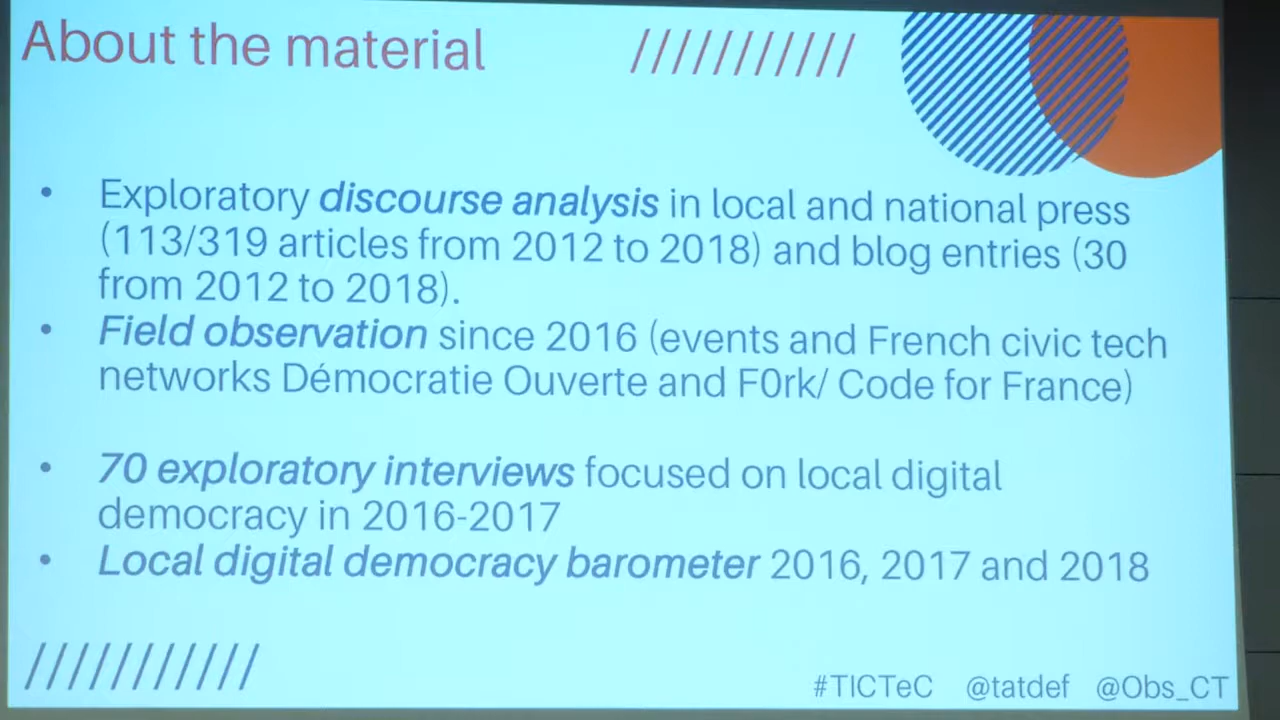 About the material
• Exploratory discourse analysis in local and national press
(113/319 articles from 2012 to 2018) and blog entries (30
from 2012 to 2018).
• Field observation since 2016 (events and French civic tech
networks Démocratie Ouverte and F0rk/ Code for France)
• 70 exploratory interviews focused on local digital
democracy in 2016-2017
• Local digital democracy barometer 2016, 2017 and 2018
#TICTeC @tatdef @Obs_CT